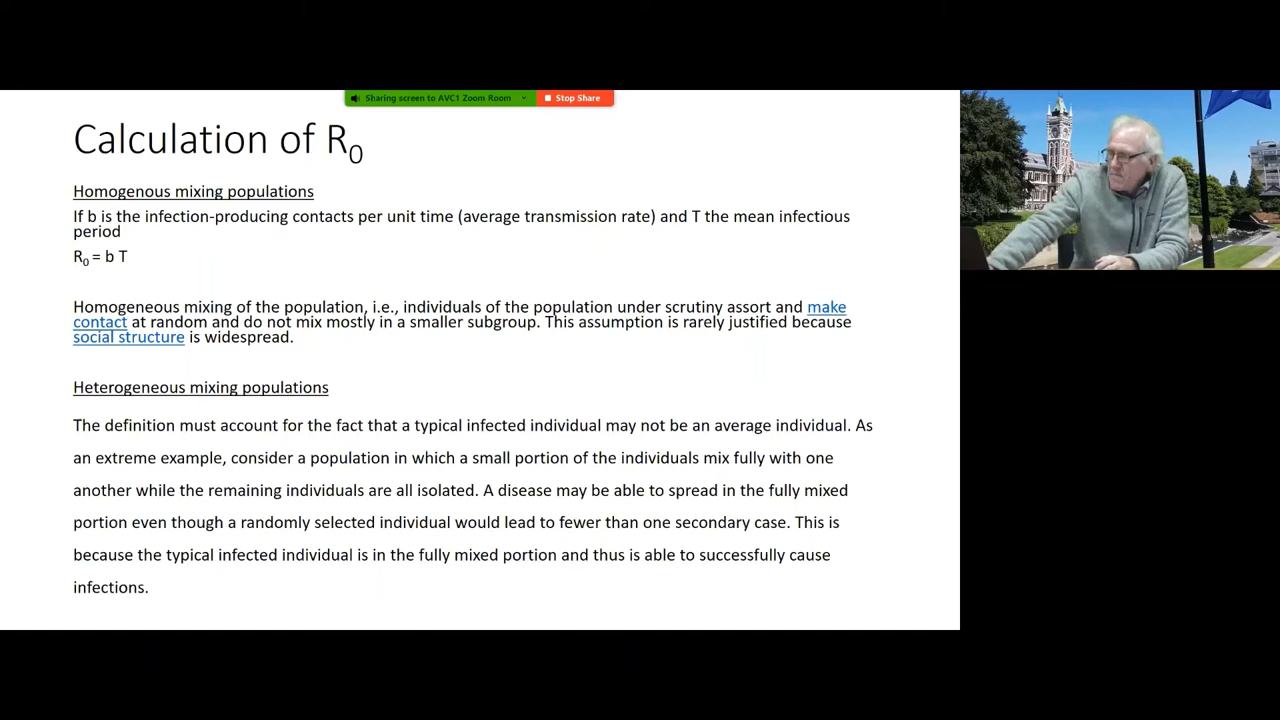 Sharing screen to AVC1 Zoom Room
Stop Share
Calculation of R0
Homogenous mixing populations
If b is the infection-producing contacts per unit time (average transmission rate) and T the mean infectious
period
R0 = b T
Homogeneous mixing of the population, i.e., individuals of the population under scrutiny assort and make
contact at random and do not mix mostly in a smaller subgroup. This assumption is rarely justified because
social structure is widespread.
Heterogeneous mixing populations
The definition must account for the fact that a typical infected individual may not be an average individual. As
an extreme example, consider a population in which a small portion of the individuals mix fully with one
another while the remaining individuals are all isolated. A disease may be able to spread in the fully mixed
portion even though a randomly selected individual would lead to fewer than one secondary case. This is
because the typical infected individual is in the fully mixed portion and thus is able to successfully cause
infections.